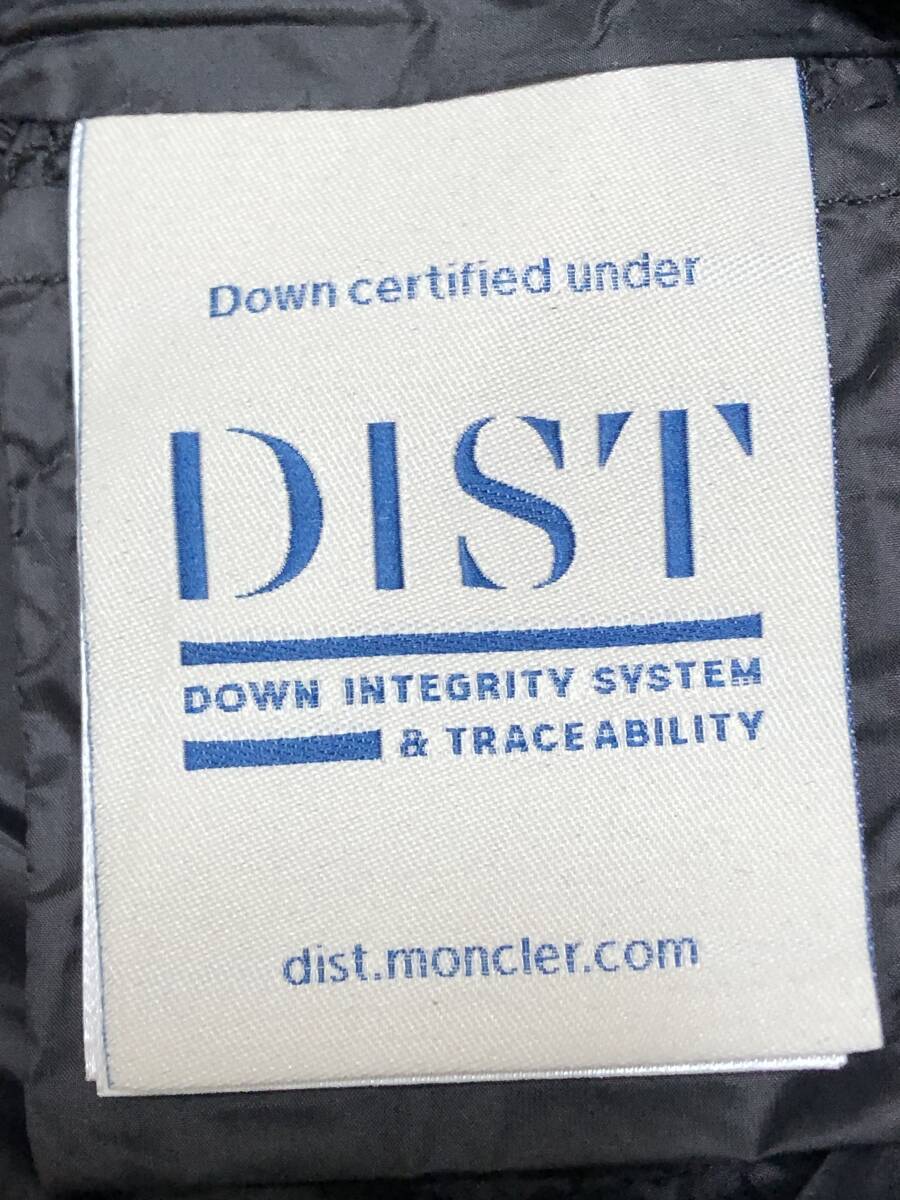 Down certified under
DIST
DOWN INTEGRITY SYSTEM
& TRACEABILITY
dist.moncler.com